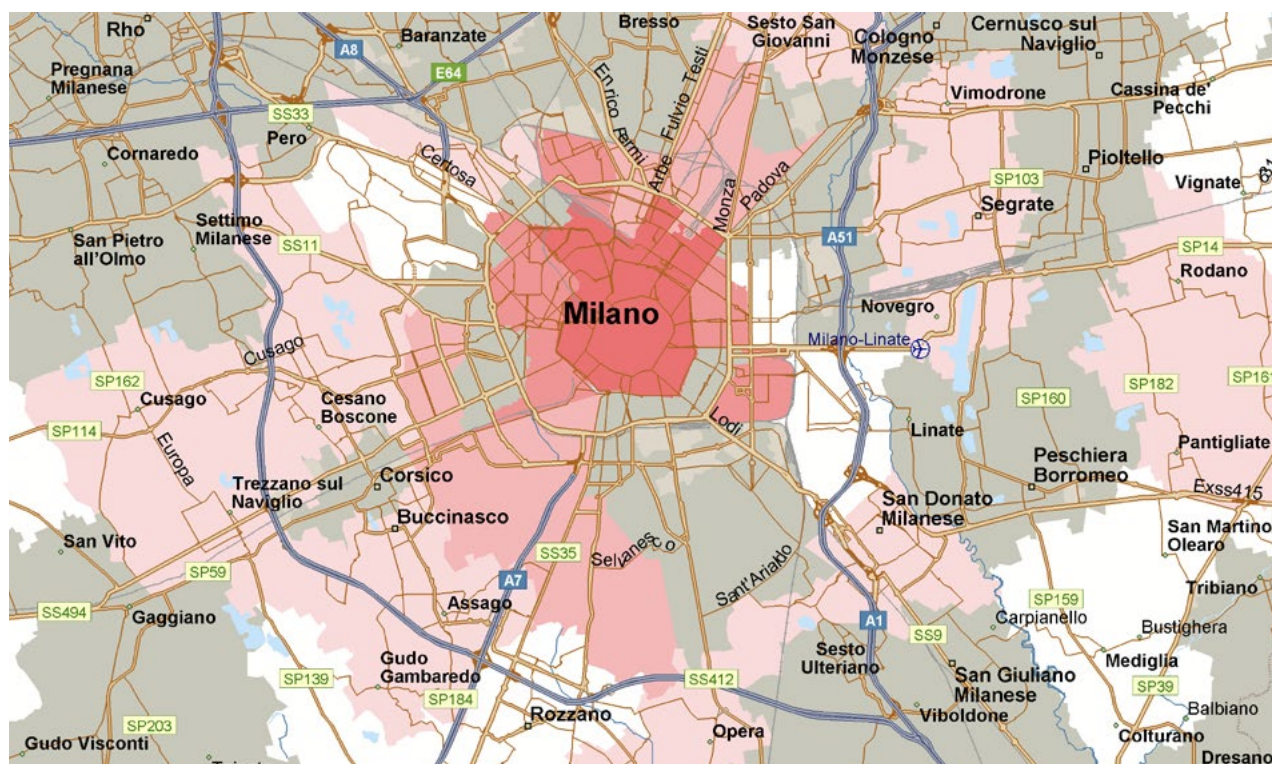 Rho
A8
Baranzate
Bresso
Sesto San
Giovanni
Cologno
Monzese
Cernusco sul
Naviglio
Pregnana
Milanese
E64
Enrico Fermi
Fulvio Testi
Arbe
Vimodrone
Cassina de'
Pecchi
SS33
Pero
Cornaredo
Certosa
Monza
Padova
SP103
Pioltello
Vignate
Segrate
Settimo
Milanese
SS11
San Pietro
all'Olmo
A51
SP14
Rodano
Milano
Novegro
Milano-Linate
Cusago
SP162
Cusago
Cesano
Boscone
SP182
SP161
SP160
SP114
Europa
Lodi
Linate
Pantigliate
Peschiera
Borromeo
Exss415
Trezzano sul
Naviglio
Corsico
Buccinasco
San Donato
Milanese
San Martino
Olearo
San Vito
SP59
SS35
A7
Tribiano
SS494
Gaggiano
Assago
A1
SS9
Carpianello
SP159
Bustighera
Sesto
Ulteriano
Mediglia
Gudo
Gambaredo
SP139
SP184
SS412
San Giuliano
Milanese
SP39
Balbiano
Rozzano
Viboldone
Colturano
SP203
Gudo Visconti
Opera
Dresano